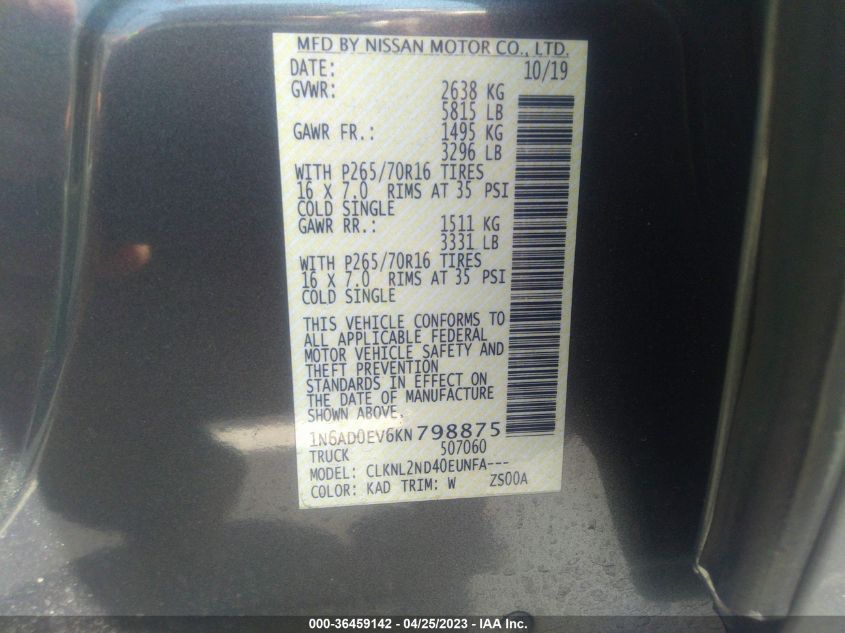 MFD BY NISSAN MOTOR CO., LTD.
DATE: 10/19
GVWR: 2638 KG
5815 LB
GAWR FR.: 1495 KG
3296 LB
WITH P265/70R16 TIRES
16 X 7.0 RIMS AT 35 PSI
COLD SINGLE
GAWR RR.: 1511 KG
3331 LB
WITH P265/70R16 TIRES
16 X 7.0 RIMS AT 35 PSI
COLD SINGLE
THIS VEHICLE CONFORMS TO
ALL APPLICABLE FEDERAL
MOTOR VEHICLE SAFETY AND
THEFT PREVENTION
STANDARDS IN EFFECT ON
THE DATE OF MANUFACTURE
SHOWN ABOVE.
1N6AD0EV6KN798875
TRUCK 507060
MODEL: CLKNL2ND40EUNFA---
COLOR: KAD TRIM: W ZS00A
000-36459142 - 04/25/2023 - IAA Inc.